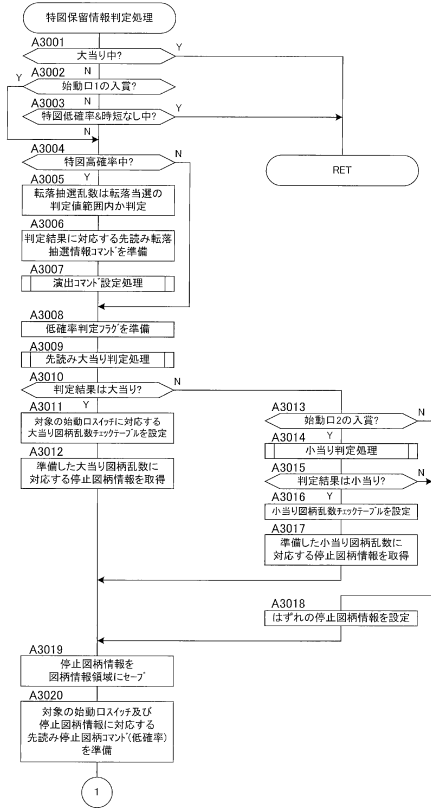 特図保留情報判定処理
A3001
大当り中?
Y
A3002
N
Y
始動口1の入賞?
A3003
N
特図低確率&時短なし中?
Y
N
RET
A3004
特図高確率中?
N
A3005
Y
転落抽選乱数は転落当選の
判定値範囲内か判定
A3006
判定結果に対応する先読み転落
抽選情報コマンドを準備
A3007
演出コマンド設定処理
A3008
低確率判定フラグを準備
A3009
先読み大当り判定処理
A3010
判定結果は大当り?
N
A3011
Y
対象の始動口スイッチに対応する
大当り図柄乱数チェックテーブルを設定
A3012
準備した大当り図柄乱数に
対応する停止図柄情報を取得
A3013
始動口2の入賞?
N
A3014
Y
小当り判定処理
A3015
判定結果は小当り?
N
A3016
Y
小当り図柄乱数チェックテーブルを設定
A3017
準備した小当り図柄乱数に
対応する停止図柄情報を取得
A3018
はずれの停止図柄情報を設定
A3019
停止図柄情報を
図柄情報領域にセーブ
A3020
対象の始動口スイッチ及び
停止図柄情報に対応する
先読み停止図柄コマンド(低確率)
を準備
1